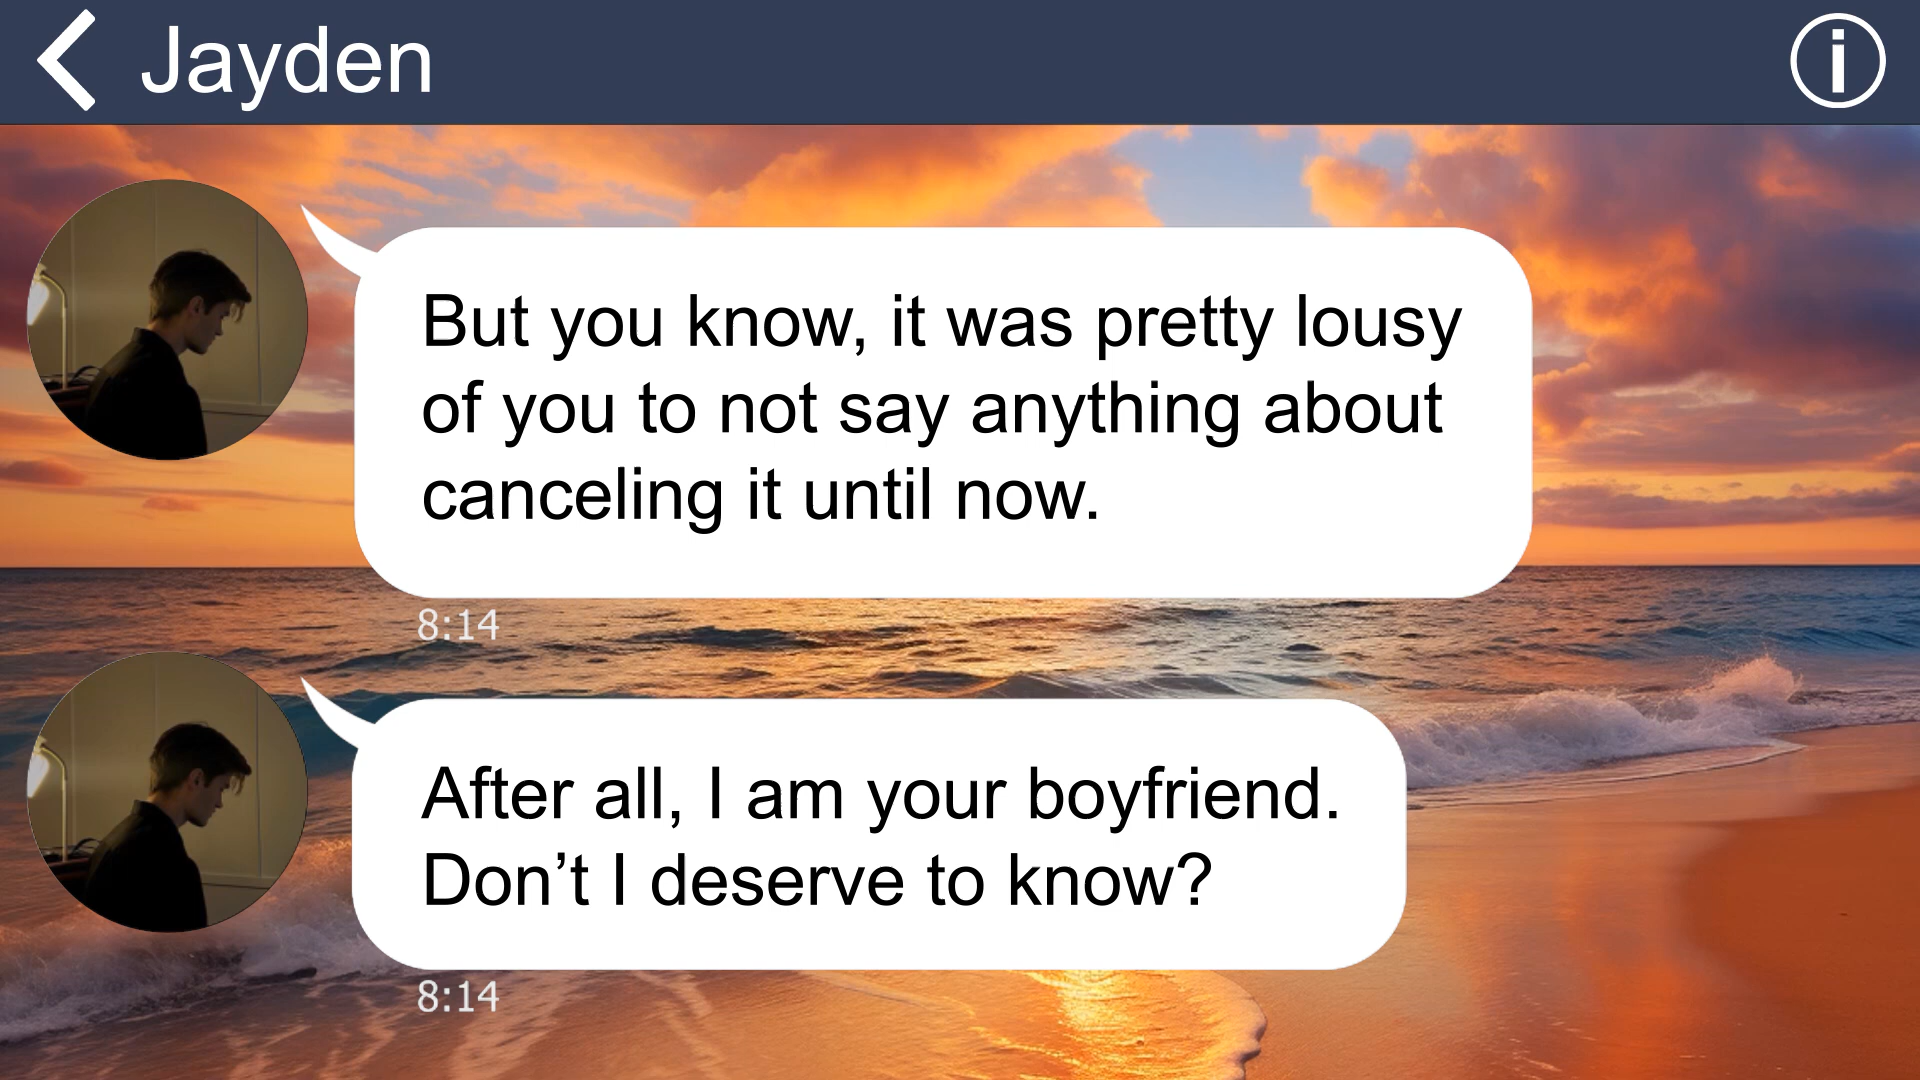 Jayden
But you know, it was pretty lousy
of you to not say anything about
canceling it until now.
8:14
After all, I am your boyfriend.
Don’t I deserve to know?
8:14